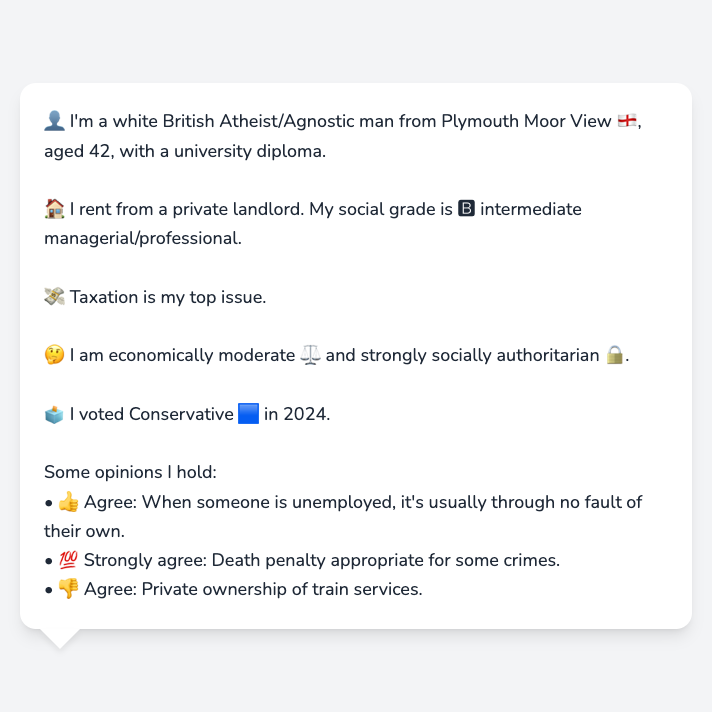 👤 I'm a white British Atheist/Agnostic man from Plymouth Moor View 🏴󠁧󠁢󠁥󠁮󠁧󠁿,
aged 42, with a university diploma.
🏠 I rent from a private landlord. My social grade is 🅱 intermediate
managerial/professional.
💸 Taxation is my top issue.
🤔 I am economically moderate ⚖️ and strongly socially authoritarian 🔒.
🗳️ I voted Conservative 🟦 in 2024.
Some opinions I hold:
• 👍 Agree: When someone is unemployed, it's usually through no fault of
their own.
• 💯 Strongly agree: Death penalty appropriate for some crimes.
• 👎 Agree: Private ownership of train services.